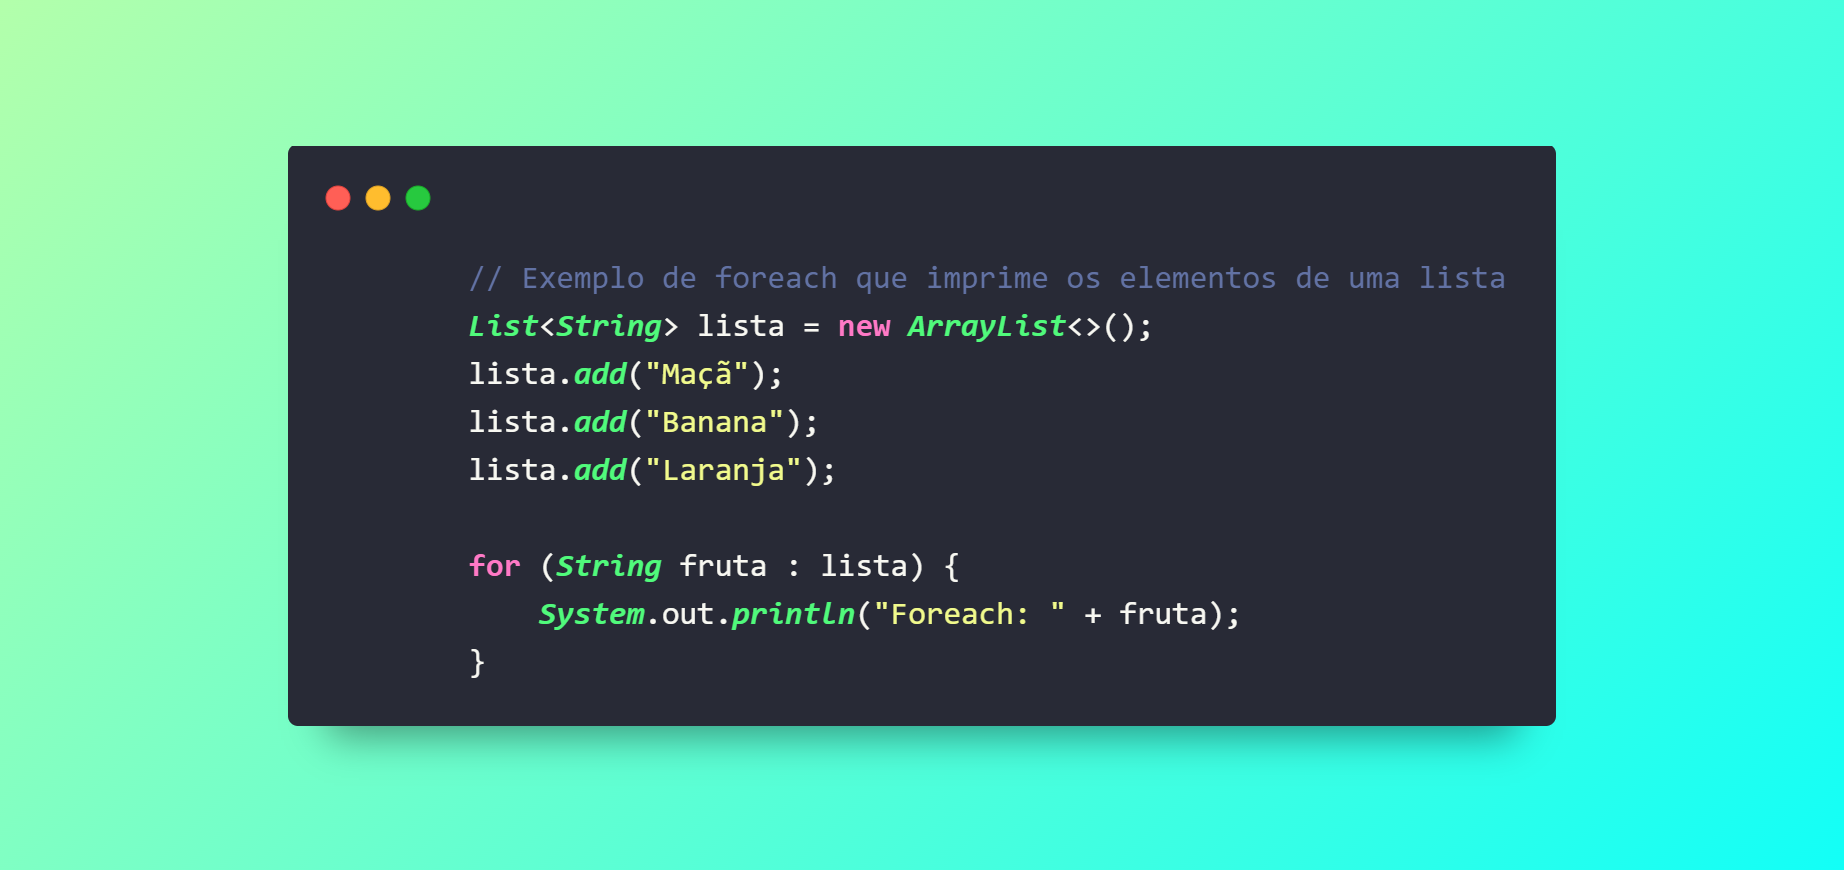 // Exemplo de foreach que imprime os elementos de uma lista
List<String> lista = new ArrayList<>();
lista.add("Maçã");
lista.add("Banana");
lista.add("Laranja");
for (String fruta : lista) {
    System.out.println("Foreach: " + fruta);
}